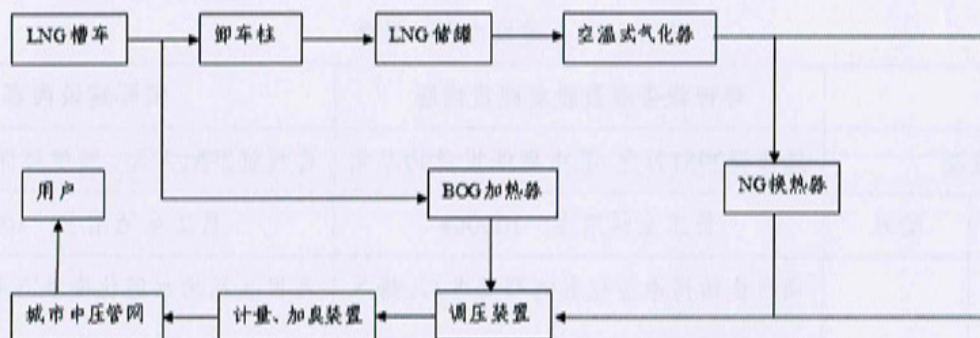 LNG槽车
卸车柱
LNG储罐
空温式气化器
用户
BOG加热器
NG换热器
城市中压管网
计量、加臭装置
调压装置